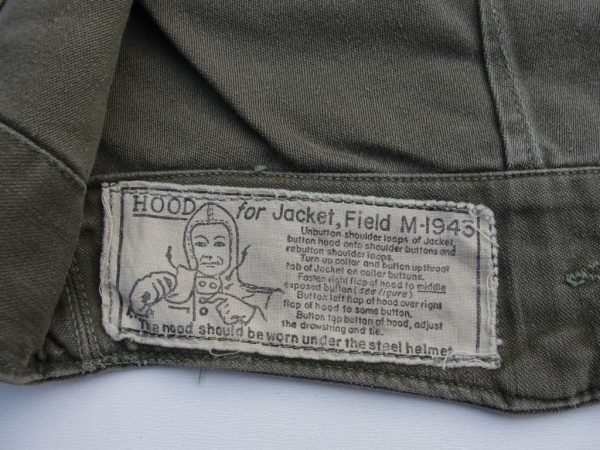 HOOD for Jacket, Field M-1943
Unbutton shoulder loops of Jacket,
button hood onto shoulder buttons and
rebutton shoulder loops.
Turn up collar and button upthroat
tab of Jacket on collar buttons.
Fasten right flap of hood to middle
exposed button (see figure)
Button left flap of hood over right
flap of hood to same button.
Button top button of hood, adjust
the drawstring and tie.
The hood should be worn under the steel helmet